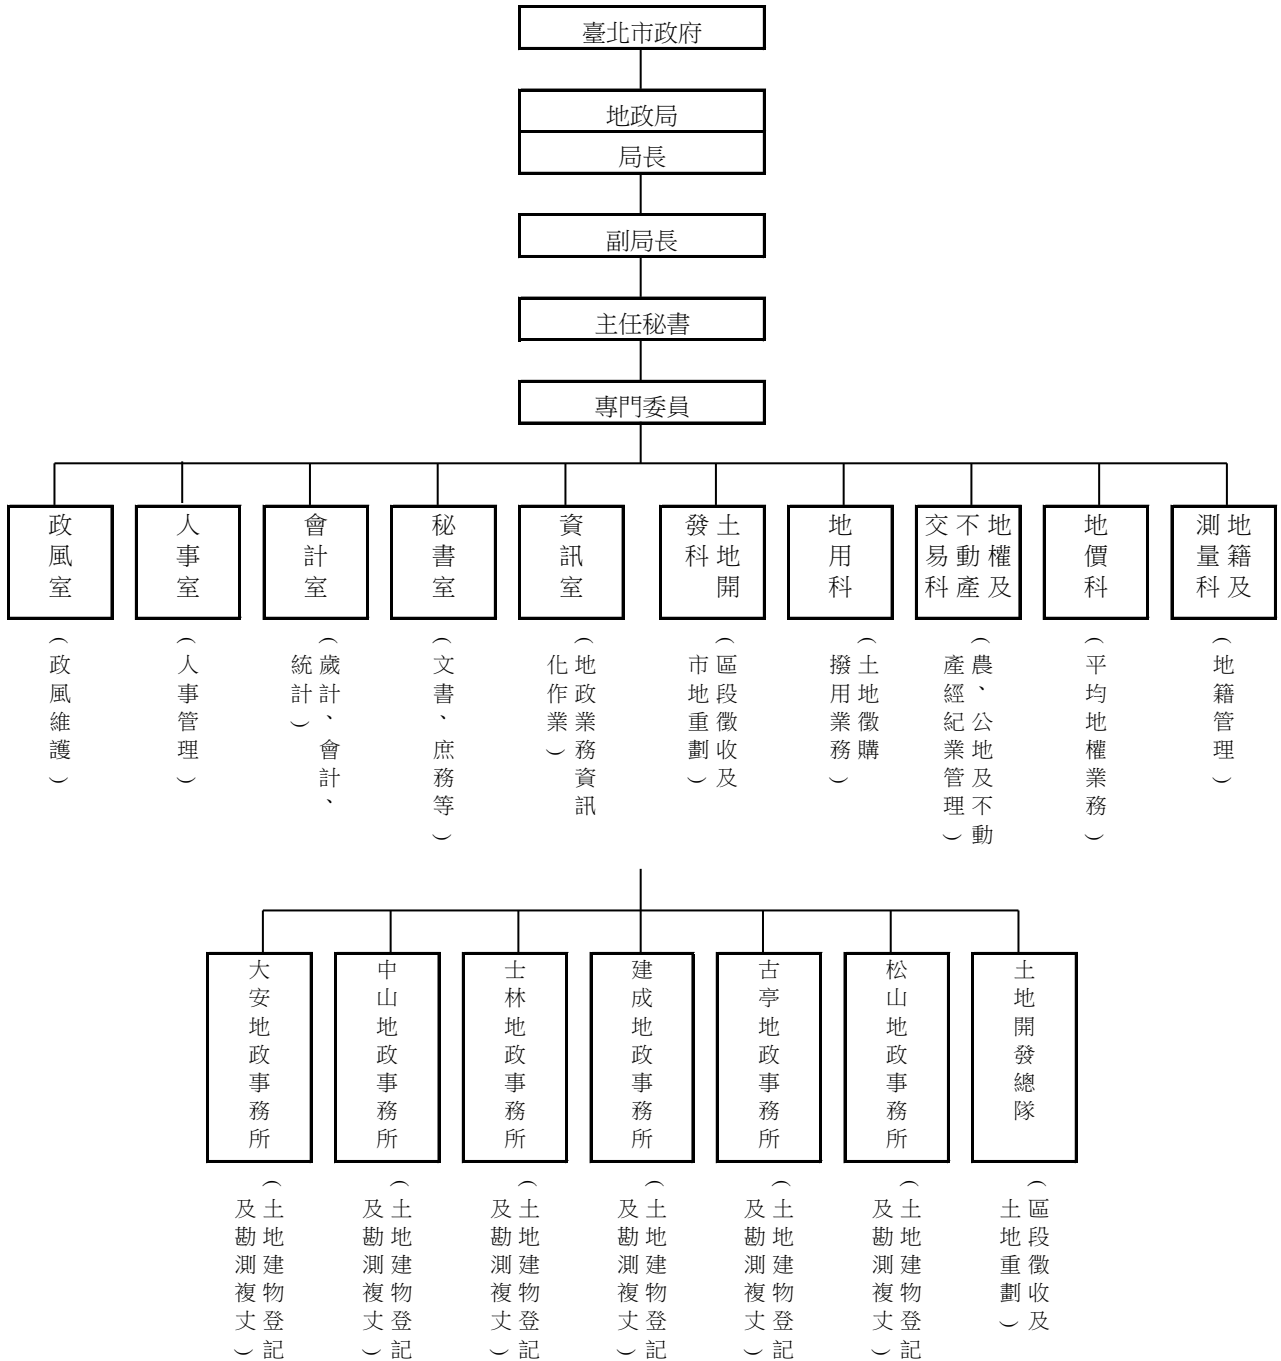 臺北市政府
地政局
局長
副局長
主任秘書
專門委員
地籍及
測量科
地價科
地權及
不動產
交易科
地用科
土地開
發科
資訊室
秘書室
會計室
人事室
政風室
（地籍管理）
（平均地權業務）
（農、公地及不動
產經紀業管理）
（土地徵購
撥用業務）
（區段徵收及
市地重劃）
（地政業務資訊
化作業）
（文書、庶務等）
（歲計、會計、
統計）
（人事管理）
（政風維護）
土地開發總隊
松山地政事務所
古亭地政事務所
建成地政事務所
士林地政事務所
中山地政事務所
大安地政事務所
（區段徵收及
土地重劃）
（土地建物登記
及勘測複丈）
（土地建物登記
及勘測複丈）
（土地建物登記
及勘測複丈）
（土地建物登記
及勘測複丈）
（土地建物登記
及勘測複丈）
（土地建物登記
及勘測複丈）